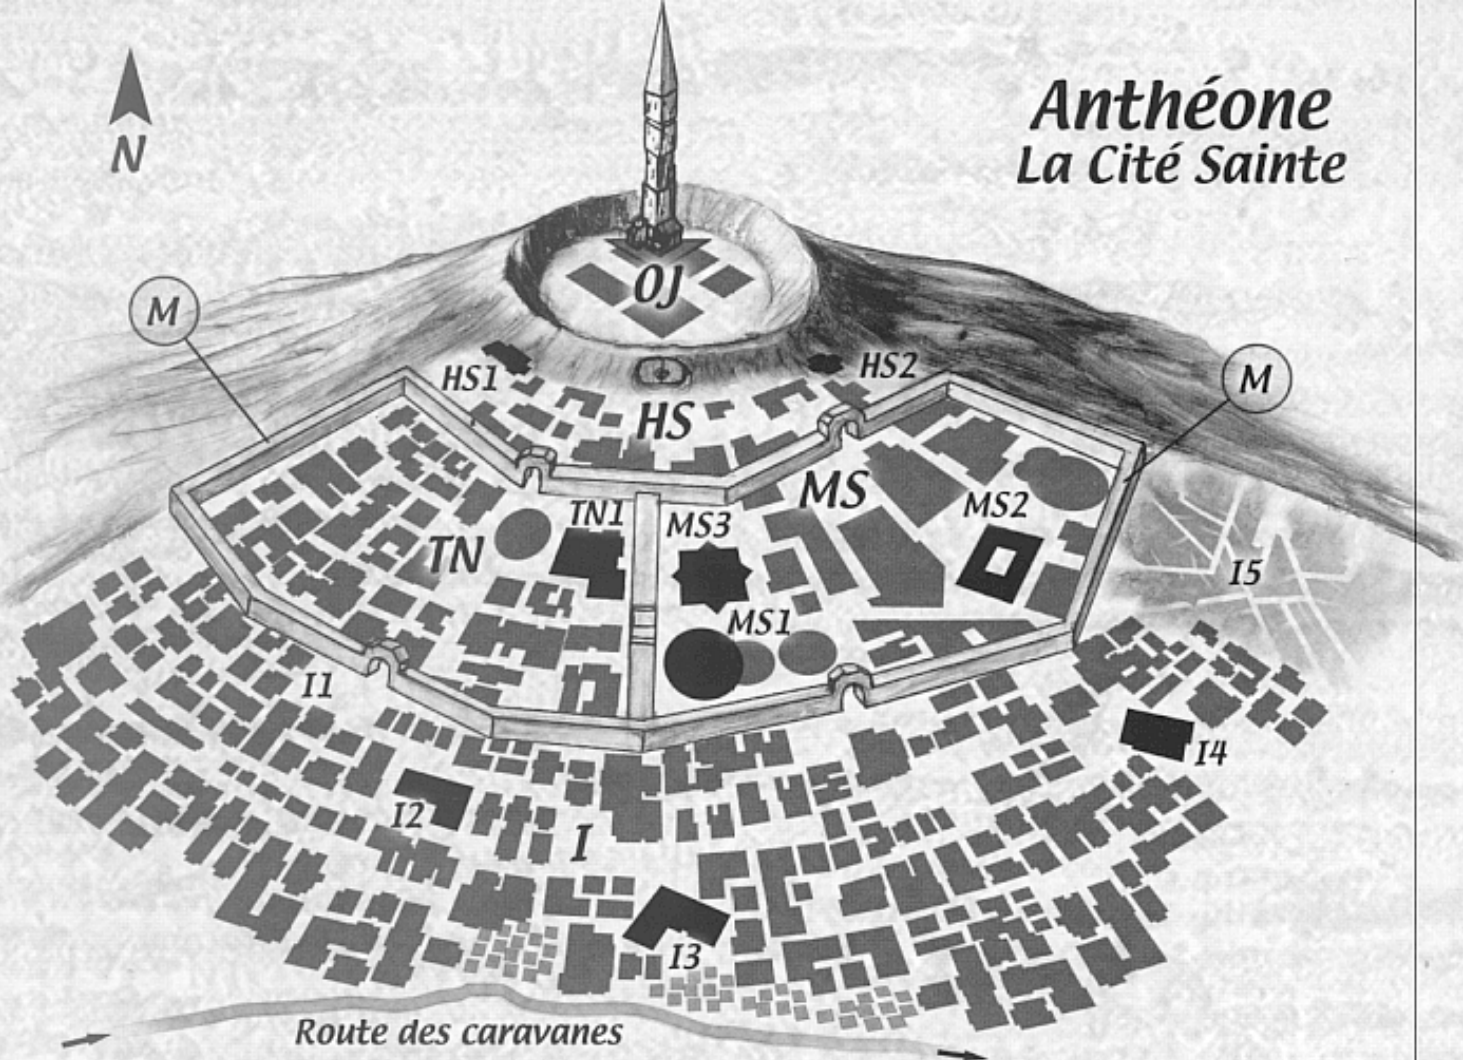 Anthéone
La Cité Sainte
N
OJ
M
HS1
HS2
M
HS
MS
MS2
TN1
MS3
TN
I5
MS1
I1
I4
I2
I
I3
Route des caravanes